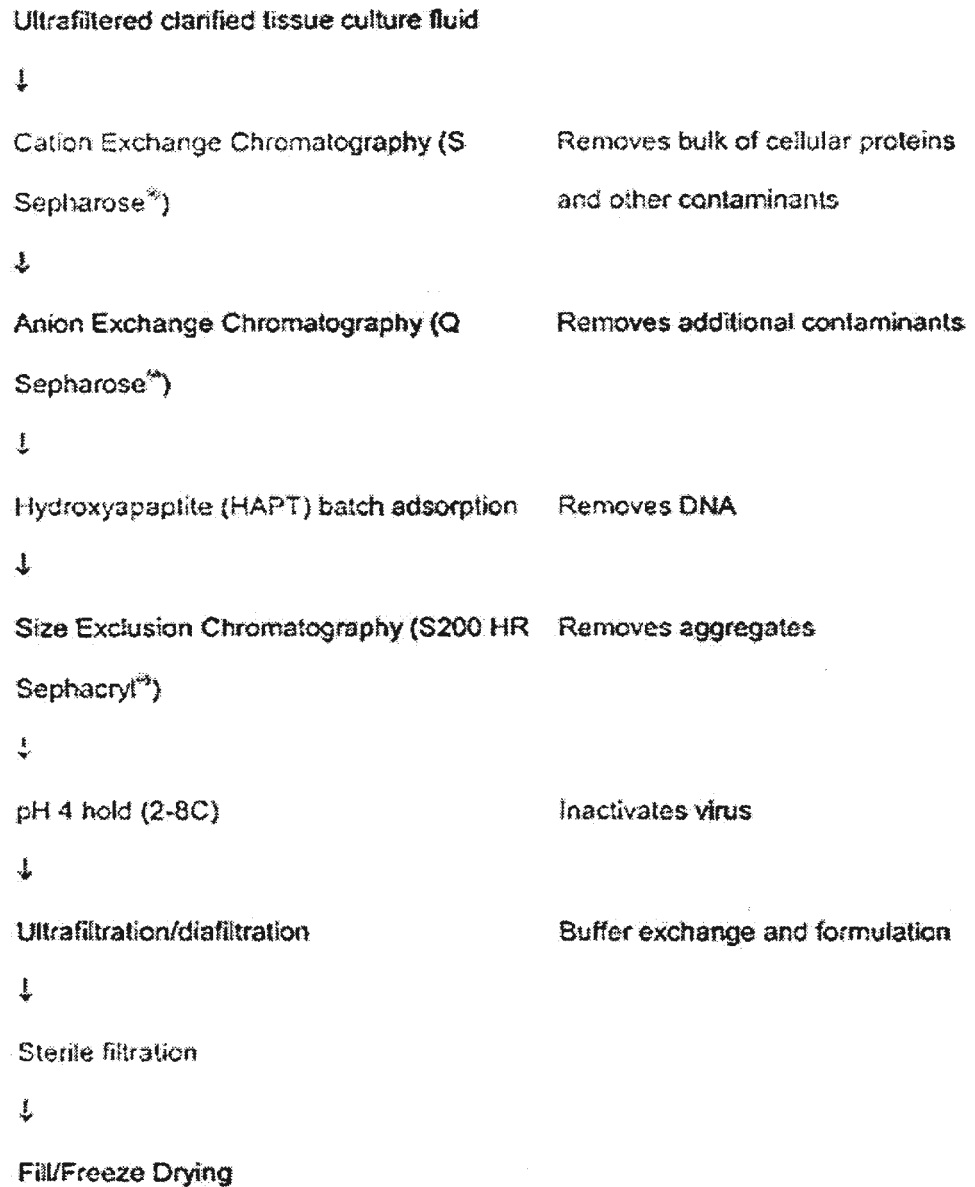 Ultrafiltered clarified tissue culture fluid
↓
Cation Exchange Chromatography (S Removes bulk of cellular proteins
Sepharose®) and other contaminants
↓
Anion Exchange Chromatography (Q Removes additional contaminants
Sepharose®)
↓
Hydroxyapaptite (HAPT) batch adsorption Removes DNA
↓
Size Exclusion Chromatography (S200 HR Removes aggregates
Sephacryl®)
↓
pH 4 hold (2-8C) Inactivates virus
↓
Ultrafiltration/diafiltration Buffer exchange and formulation
↓
Sterile filtration
↓
Fill/Freeze Drying